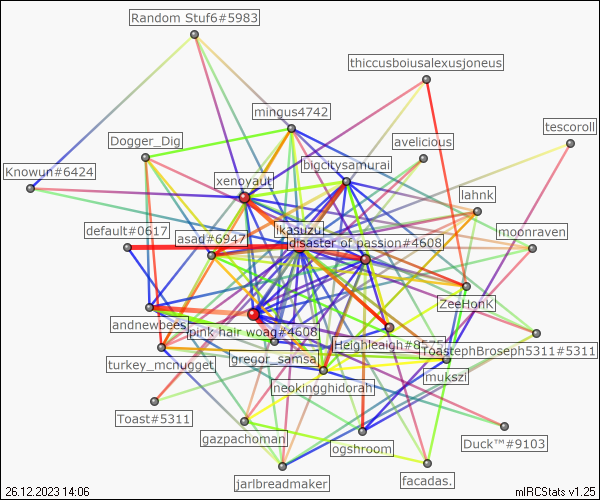 Random Stuf6#5983
thiccusboiusalexusjoneus
mingus4742
tescoroll
Dogger_Dig
avelicious
bigcitysamurai
Knowun#6424
xenoyaut
lahnk
default#0617
ikasuzu
moonraven
asad#6947
disaster of passion#4608
ZeeHonk
andnewbees
pink hair woag#4608
Heighleaigh#8575
ToastephBroseph5311#5311
turkey_mcnugget
gregor_samsa
mukszi
neokingghidorah
Toast#5311
gazpachoman
ogshroom
Duck™#9103
jarlbreadmaker
facadas.
26.12.2023 14:06
mIRCStats v1.25